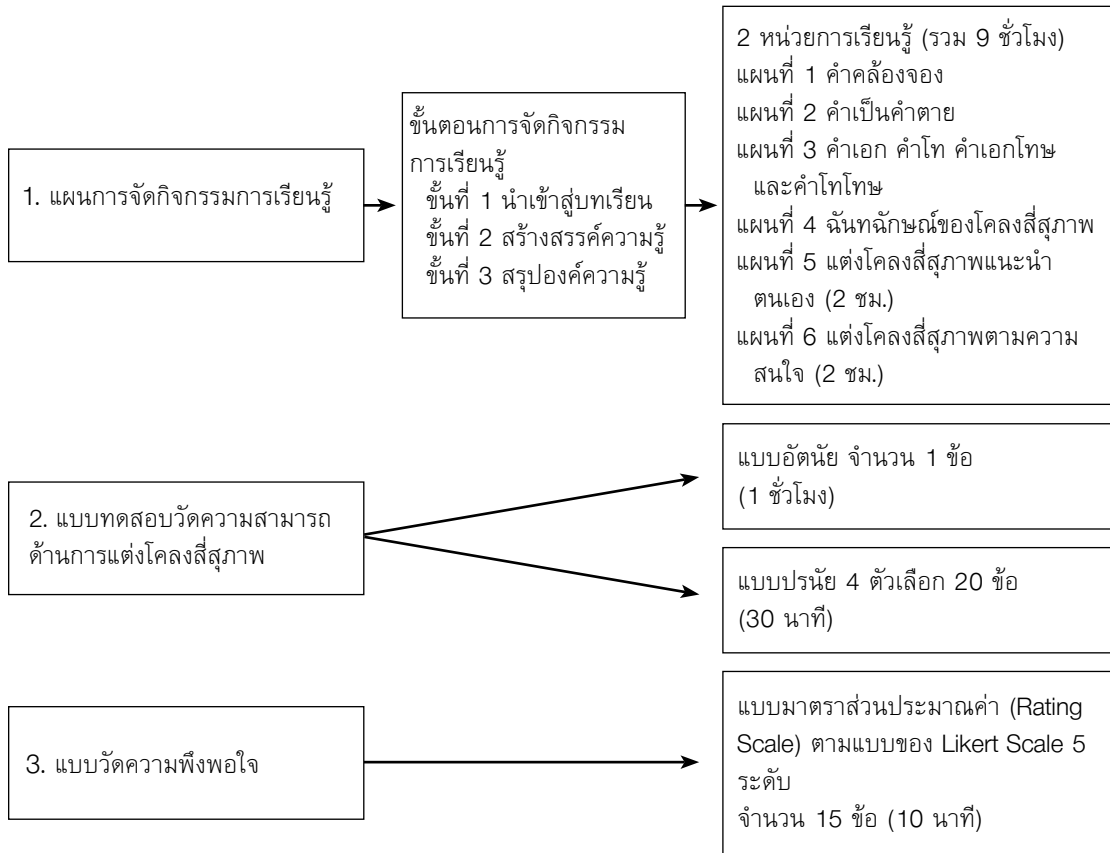 1. แผนการจัดกิจกรรมการเรียนรู้
ขั้นตอนการจัดกิจกรรม
การเรียนรู้
ขั้นที่ 1 นำเข้าสู่บทเรียน
ขั้นที่ 2 สร้างสรรค์ความรู้
ขั้นที่ 3 สรุปองค์ความรู้
2 หน่วยการเรียนรู้ (รวม 9 ชั่วโมง)
แผนที่ 1 คำคล้องจอง
แผนที่ 2 คำเป็นคำตาย
แผนที่ 3 คำเอก คำโท คำเอกโทษ
และคำโทโทษ
แผนที่ 4 ฉันทฉักษณ์ของโคลงสี่สุภาพ
แผนที่ 5 แต่งโคลงสี่สุภาพแนะนำ
ตนเอง (2 ชม.)
แผนที่ 6 แต่งโคลงสี่สุภาพตามความ
สนใจ (2 ชม.)
2. แบบทดสอบวัดความสามารถ
ด้านการแต่งโคลงสี่สุภาพ
แบบอัตนัย จำนวน 1 ข้อ
(1 ชั่วโมง)
แบบปรนัย 4 ตัวเลือก 20 ข้อ
(30 นาที)
3. แบบวัดความพึงพอใจ
แบบมาตราส่วนประมาณค่า (Rating
Scale) ตามแบบของ Likert Scale 5
ระดับ
จำนวน 15 ข้อ (10 นาที)